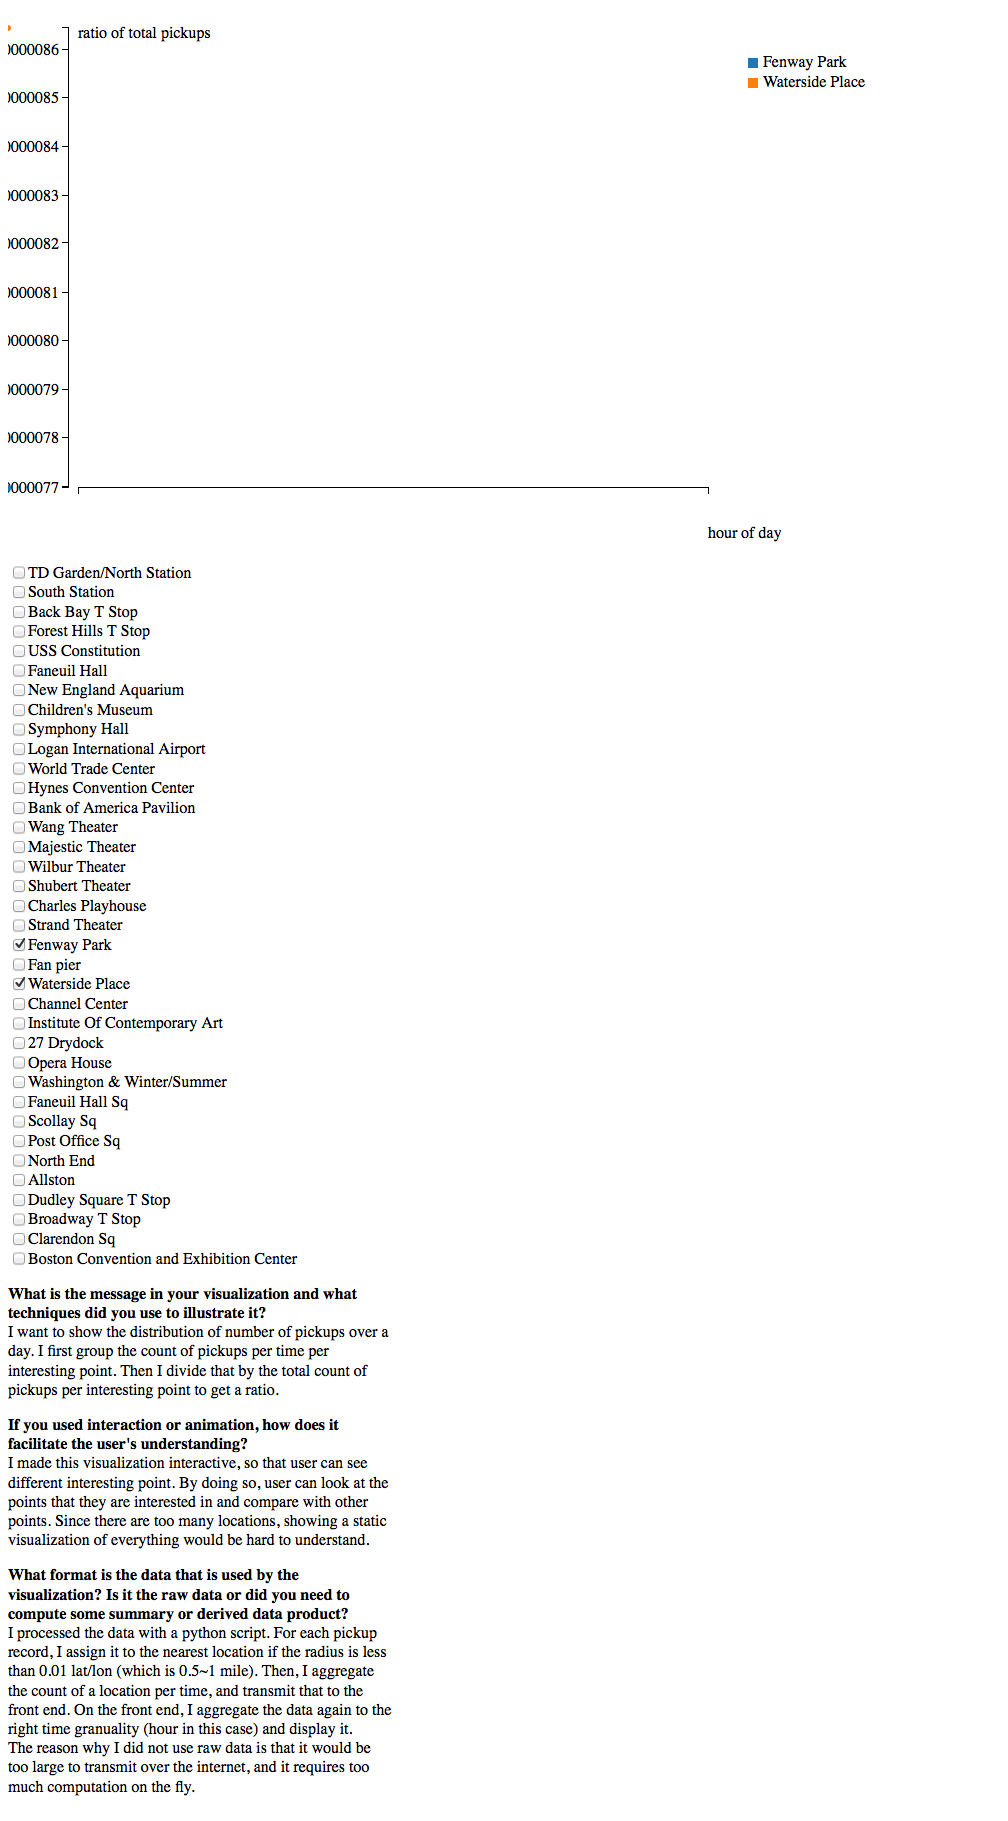 ratio of total pickups
0000086
0000085
0000084
0000083
0000082
0000081
0000080
0000079
0000078
0000077
Fenway Park
Waterside Place
hour of day
TD Garden/North Station
South Station
Back Bay T Stop
Forest Hills T Stop
USS Constitution
Faneuil Hall
New England Aquarium
Children's Museum
Symphony Hall
Logan International Airport
World Trade Center
Hynes Convention Center
Bank of America Pavilion
Wang Theater
Majestic Theater
Wilbur Theater
Shubert Theater
Charles Playhouse
Strand Theater
Fenway Park
Fan pier
Waterside Place
Channel Center
Institute Of Contemporary Art
27 Drydock
Opera House
Washington & Winter/Summer
Faneuil Hall Sq
Scollay Sq
Post Office Sq
North End
Allston
Dudley Square T Stop
Broadway T Stop
Clarendon Sq
Boston Convention and Exhibition Center
What is the message in your visualization and what
techniques did you use to illustrate it?
I want to show the distribution of number of pickups over a
day. I first group the count of pickups per time per
interesting point. Then I divide that by the total count of
pickups per interesting point to get a ratio.
If you used interaction or animation, how does it
facilitate the user's understanding?
I made this visualization interactive, so that user can see
different interesting point. By doing so, user can look at the
points that they are interested in and compare with other
points. Since there are too many locations, showing a static
visualization of everything would be hard to understand.
What format is the data that is used by the
visualization? Is it the raw data or did you need to
compute some summary or derived data product?
I processed the data with a python script. For each pickup
record, I assign it to the nearest location if the radius is less
than 0.01 lat/lon (which is 0.5~1 mile). Then, I aggregate
the count of a location per time, and transmit that to the
front end. On the front end, I aggregate the data again to the
right time granuality (hour in this case) and display it.
The reason why I did not use raw data is that it would be
too large to transmit over the internet, and it requires too
much computation on the fly.